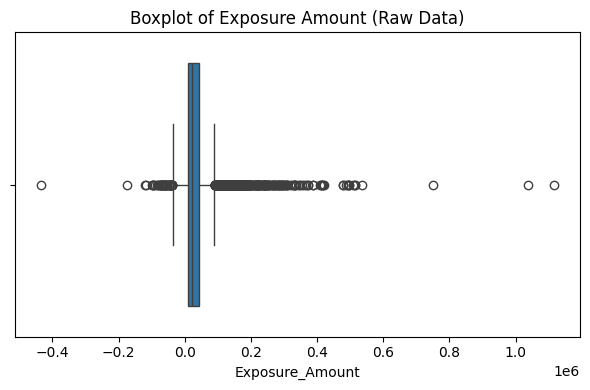 Boxplot of Exposure Amount (Raw Data)
−0.4 −0.2 0.0 0.2 0.4 0.6 0.8 1.0
1e6
Exposure_Amount